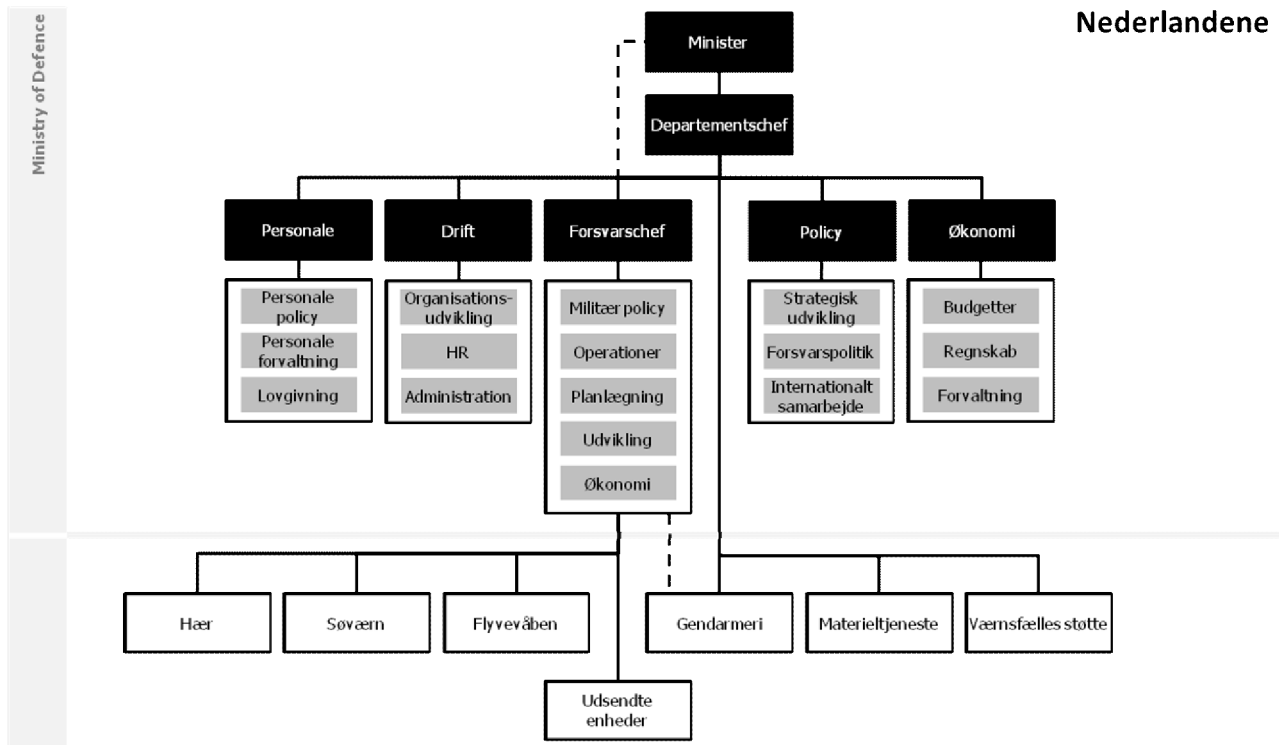 Nederlandene
Ministry of Defence
Minister
Departementschef
Personale
Drift
Forsvarschef
Policy
Økonomi
Personale
policy
Personale
forvaltning
Lovgivning
Organisations-
udvikling
HR
Administration
Militær policy
Operationer
Planlægning
Udvikling
Økonomi
Strategisk
udvikling
Forsvarspolitik
Internationalt
samarbejde
Budgetter
Regnskab
Forvaltning
Hær
Søværn
Flyvevåben
Gendarmeri
Materieltjeneste
Værnsfælles støtte
Udsendte
enheder